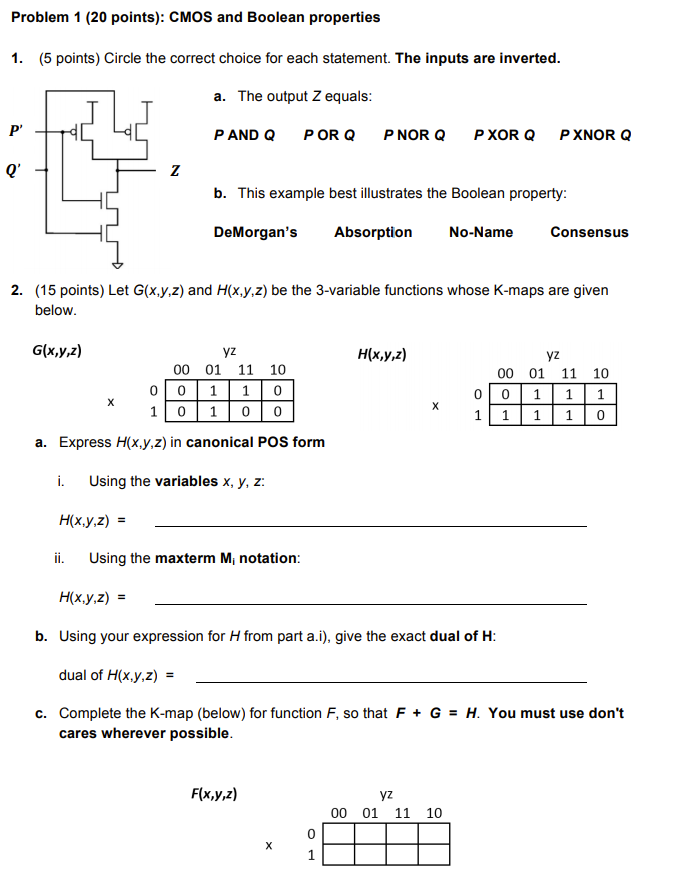 Problem 1 (20 points): CMOS and Boolean properties
1. (5 points) Circle the correct choice for each statement. The inputs are inverted.
a. The output Z equals:
P'
P AND Q P OR Q P NOR Q P XOR Q P XNOR Q
Q' Z
b. This example best illustrates the Boolean property:
DeMorgan's Absorption No-Name Consensus
2. (15 points) Let G(x,y,z) and H(x,y,z) be the 3-variable functions whose K-maps are given
below.
G(x,y,z) yz
00 01 11 10
0 0 1 1 0
x
1 0 1 0 0
H(x,y,z) yz
00 01 11 10
0 0 1 1 1
x
1 1 1 1 0
a. Express H(x,y,z) in canonical POS form
i. Using the variables x, y, z:
H(x,y,z) =
ii. Using the maxterm Mi notation:
H(x,y,z) =
b. Using your expression for H from part a.i), give the exact dual of H:
dual of H(x,y,z) =
c. Complete the K-map (below) for function F, so that F + G = H. You must use don't
cares wherever possible.
F(x,y,z) yz
00 01 11 10
0
x
1